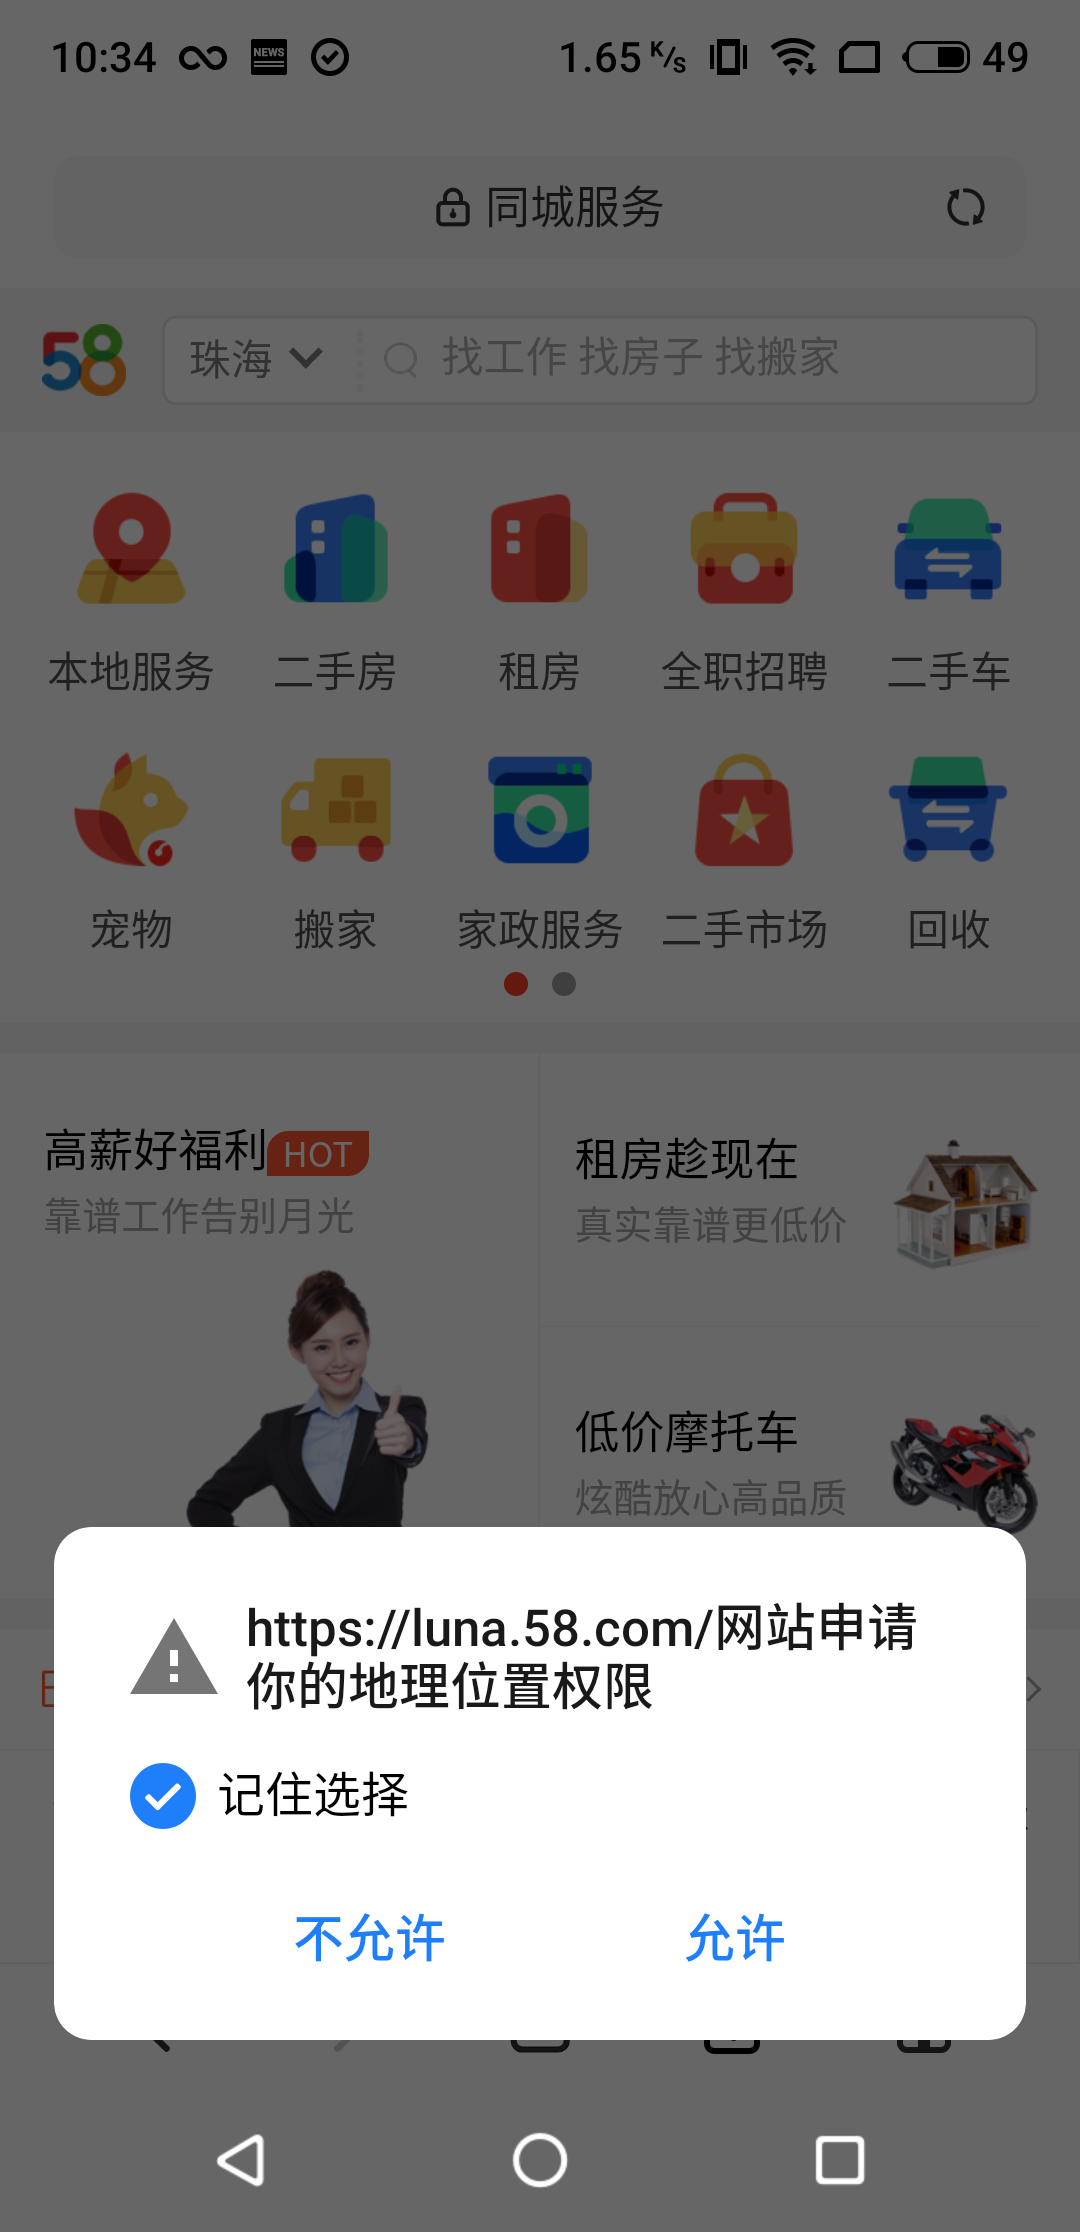 10:34 NEWS 1.65 K/s 49
同城服务
58 珠海 找工作 找房子 找搬家
本地服务 二手房 租房 全职招聘 二手车
宠物 搬家 家政服务 二手市场 回收
高薪好福利 HOT
靠谱工作告别月光
租房趁现在
真实靠谱更低价
低价摩托车
炫酷放心高品质
https://luna.58.com/网站申请
你的地理位置权限
记住选择
不允许 允许